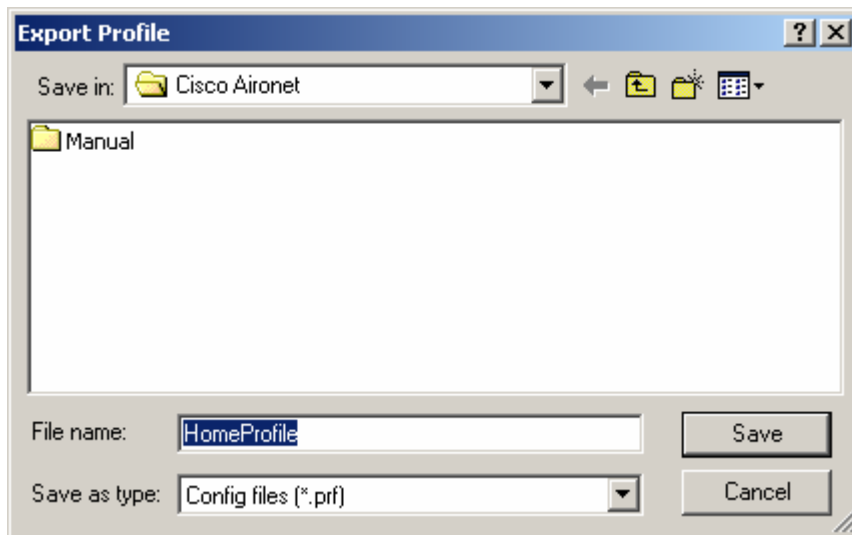 Export Profile
Save in: Cisco Aironet
Manual
File name: HomeProfile Save
Save as type: Config files (*.prf) Cancel